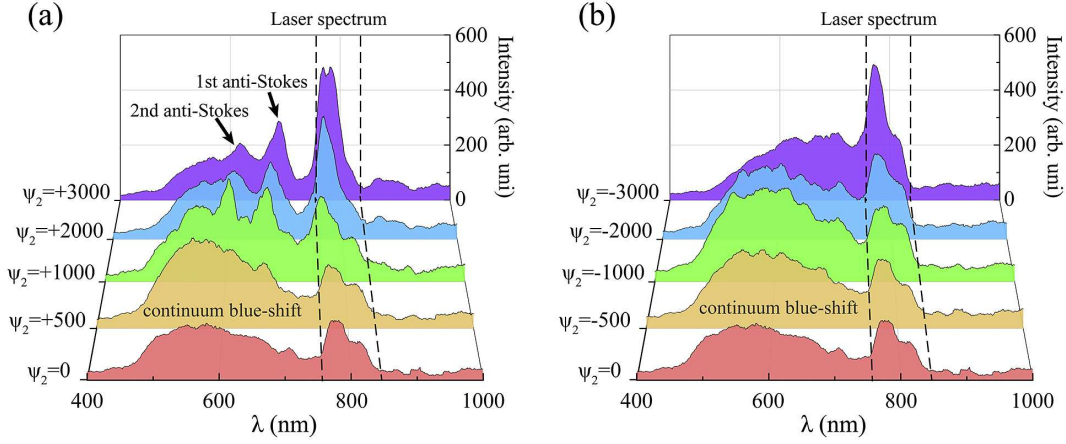 (a)
Laser spectrum
600
400
200
0
Intensity (arb. uni)
1st anti-Stokes
2nd anti-Stokes
ψ2=+3000
ψ2=+2000
ψ2=+1000
ψ2=+500
ψ2=0
continuum blue-shift
400
600
800
1000
λ (nm)
(b)
Laser spectrum
600
400
200
0
Intensity (arb. uni)
ψ2=-3000
ψ2=-2000
ψ2=-1000
ψ2=-500
ψ2=0
continuum blue-shift
400
600
800
1000
λ (nm)